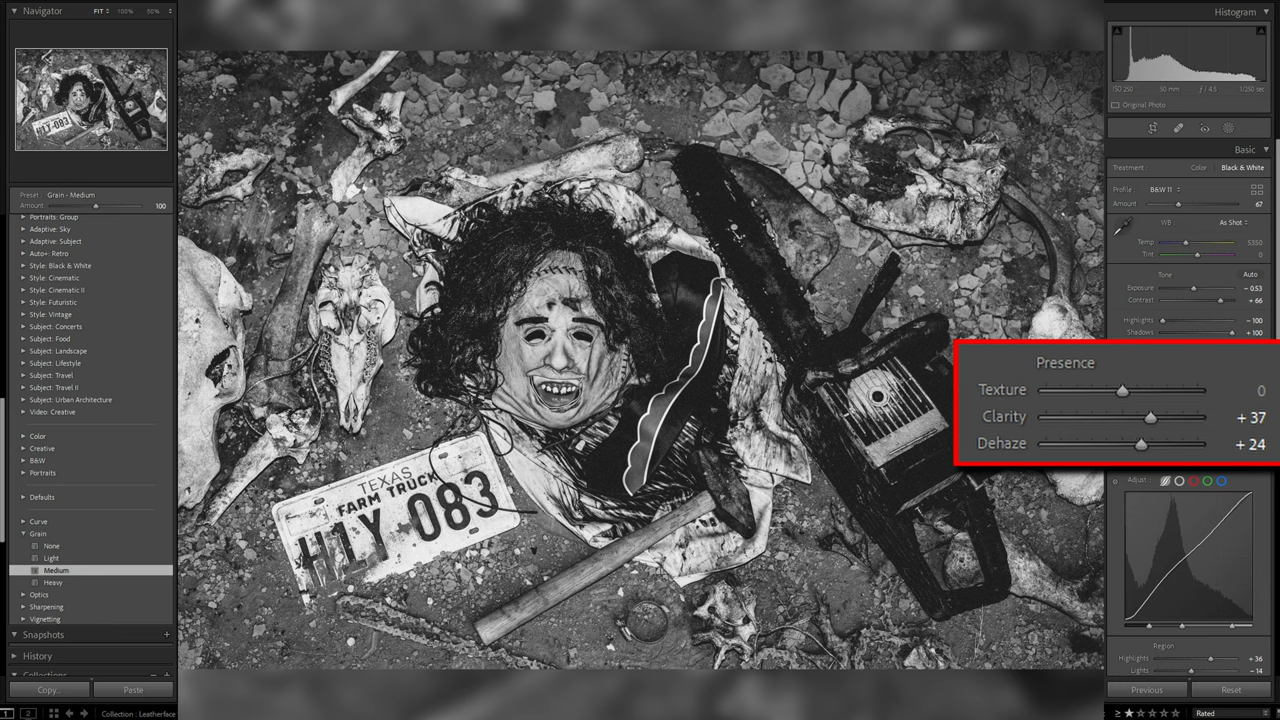 Navigator
FIT
100%
50%
Preset: Grain - Medium
Amount 100
Portraits: Group
Adaptive: Sky
Adaptive: Subject
Auto+: Retro
Style: Black & White
Style: Cinematic
Style: Cinematic II
Style: Futuristic
Style: Vintage
Subject: Concerts
Subject: Food
Subject: Landscape
Subject: Lifestyle
Subject: Travel
Subject: Travel II
Subject: Urban Architecture
Video: Creative
Color
Creative
B&W
Portraits
Defaults
Curve
Grain
None
Light
Medium
Heavy
Optics
Sharpening
Vignetting
Snapshots
History
Collections
Copy...
Paste
1
2
Collection : Leatherface
TEXAS
FARM TRUCK
H1Y 083
Histogram
ISO 250
50 mm
ƒ / 4.5
1/250 sec
Original Photo
Basic
Treatment : Color Black & White
Profile : B&W 11
Amount 67
WB : As Shot
Temp 5350
Tint 0
Tone Auto
Exposure - 0.53
Contrast + 66
Highlights - 100
Shadows + 100
Presence
Texture 0
Clarity + 37
Dehaze + 24
Adjust :
Region
Highlights + 36
Lights - 14
Previous
Reset
≥
Rated